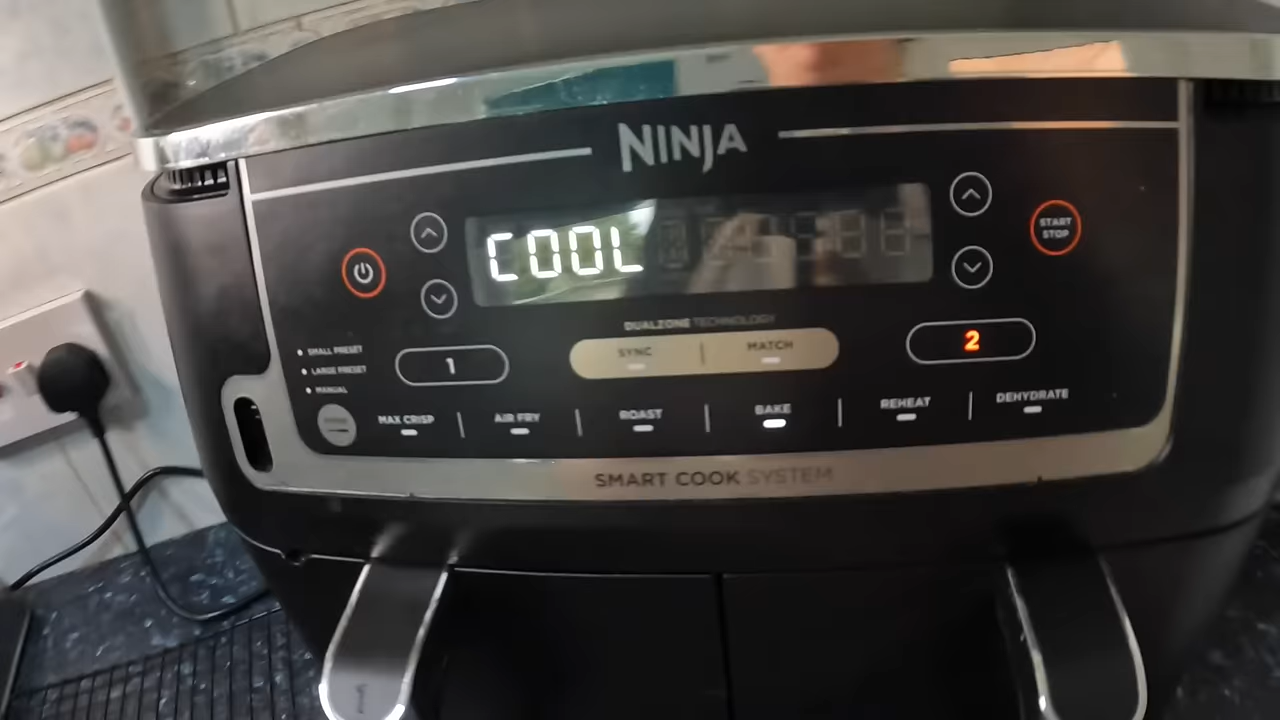 NINJA
START
STOP
COOL
DUALZONE TECHNOLOGY
SYNC MATCH
SMALL PRESET
LARGE PRESET
MANUAL
1
2
MAX CRISP AIR FRY ROAST BAKE REHEAT DEHYDRATE
SMART COOK SYSTEM